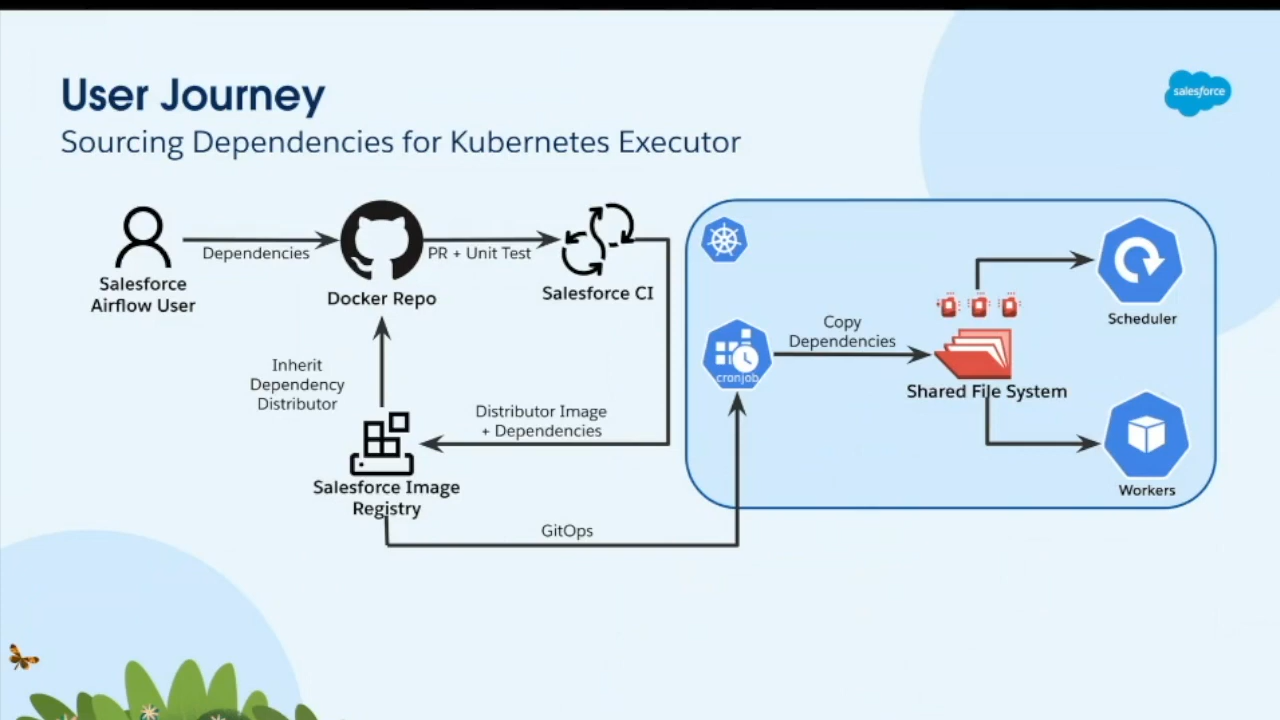 User Journey
Sourcing Dependencies for Kubernetes Executor
salesforce
Salesforce
Airflow User
Dependencies
Docker Repo
PR + Unit Test
Salesforce CI
Inherit
Dependency
Distributor
Distributor Image
+ Dependencies
Salesforce Image
Registry
GitOps
cronjob
Copy
Dependencies
Shared File System
Scheduler
Workers